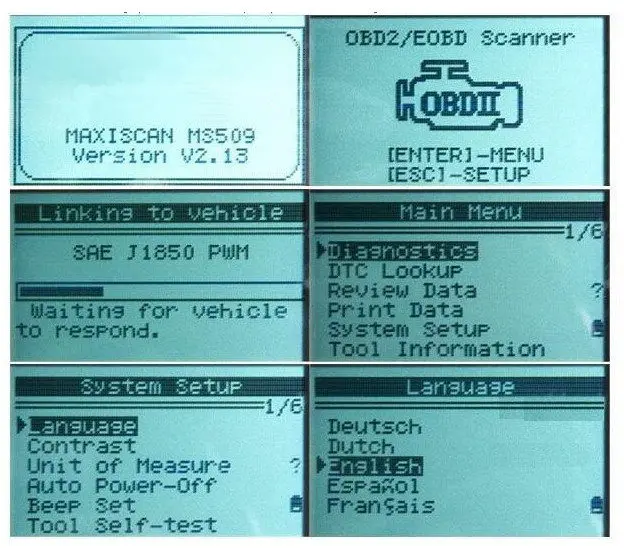 MAXISCAN MS509
Version V2.13
OBD2/EOBD Scanner
OBDII
[ENTER]-MENU
[ESC]-SETUP
Linking to vehicle
SAE J1850 PWM
Waiting for vehicle
to respond.
Main Menu
1/6
Diagnostics
DTC Lookup
Review Data
?
Print Data
System Setup
Tool Information
System Setup
1/6
Language
Contrast
Unit of Measure
?
Auto Power-Off
Beep Set
Tool Self-test
Language
Deutsch
Dutch
English
Español
Français